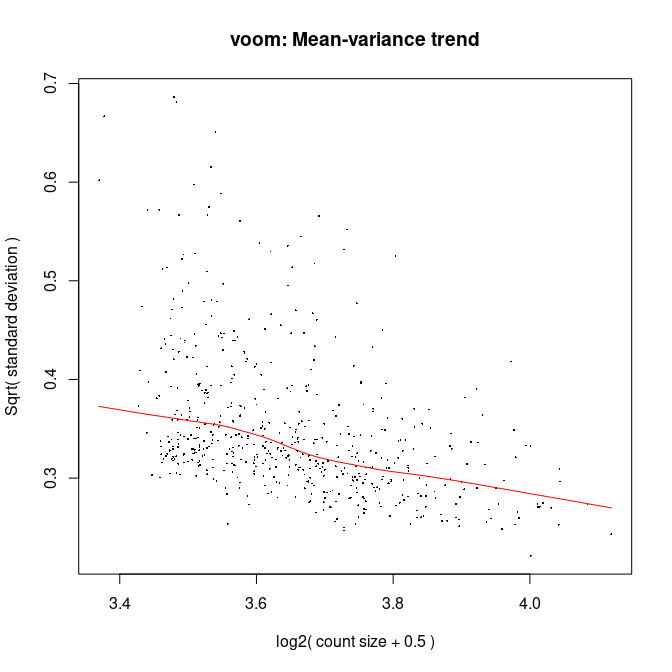 voom: Mean-variance trend
Sqrt( standard deviation )
0.7
0.6
0.5
0.4
0.3
3.4 3.6 3.8 4.0
log2( count size + 0.5 )